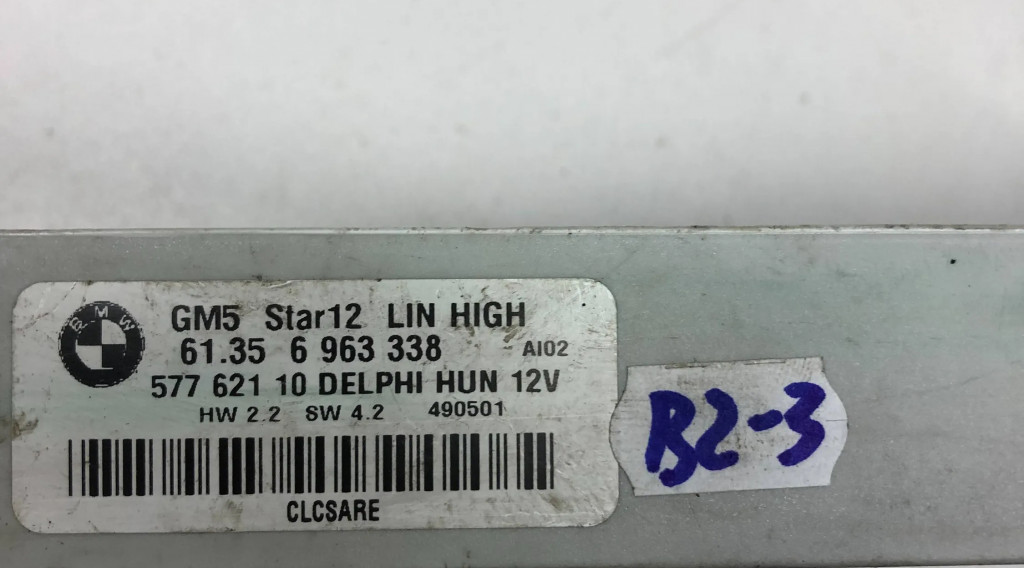 BMW
GM5 Star12 LIN HIGH
61.35 6 963 338 AI02
577 621 10 DELPHI HUN 12V
HW 2.2 SW 4.2 490501
CLCSARE
B2-3